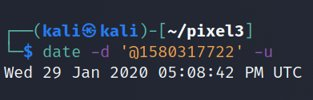 ┌──(kali㉿kali)-[~/pixel3]
└─$ date -d '@1580317722' -u
Wed 29 Jan 2020 05:08:42 PM UTC